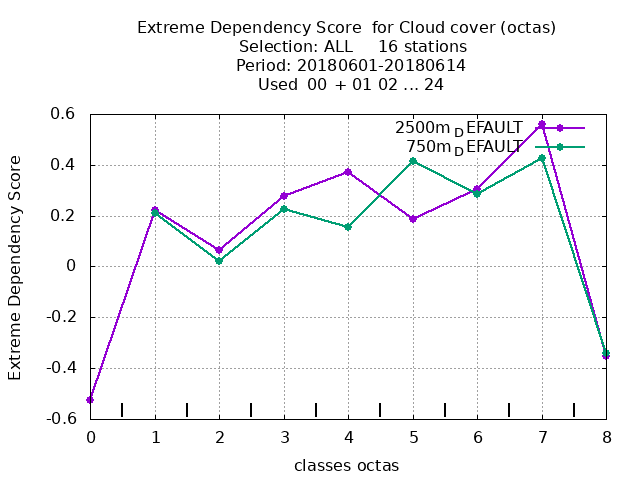 Extreme Dependency Score  for Cloud cover (octas)
Selection: ALL     16 stations
Period: 20180601-20180614
Used  00  + 01 02 ... 24
2500m_DEFAULT
750m_DEFAULT
0.6
0.4
0.2
0
-0.2
-0.4
-0.6
Extreme Dependency Score
0 1 2 3 4 5 6 7 8
classes octas